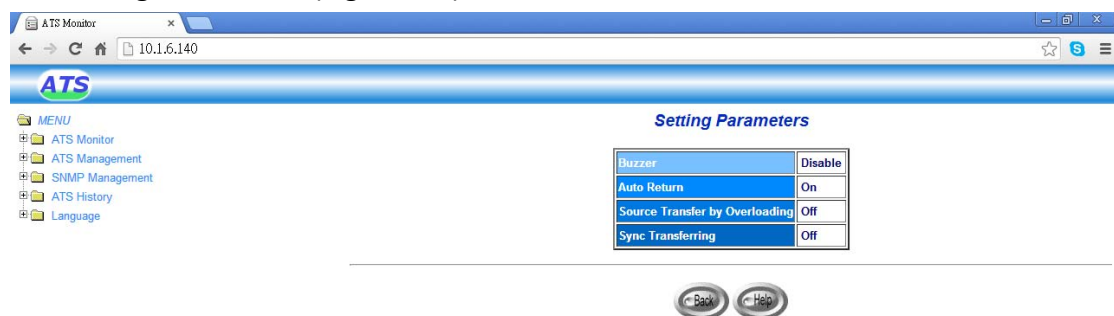 ATS Monitor
10.1.6.140
ATS
MENU
ATS Monitor
ATS Management
SNMP Management
ATS History
Language
Setting Parameters
Buzzer Disable
Auto Return On
Source Transfer by Overloading Off
Sync Transferring Off
Back Help